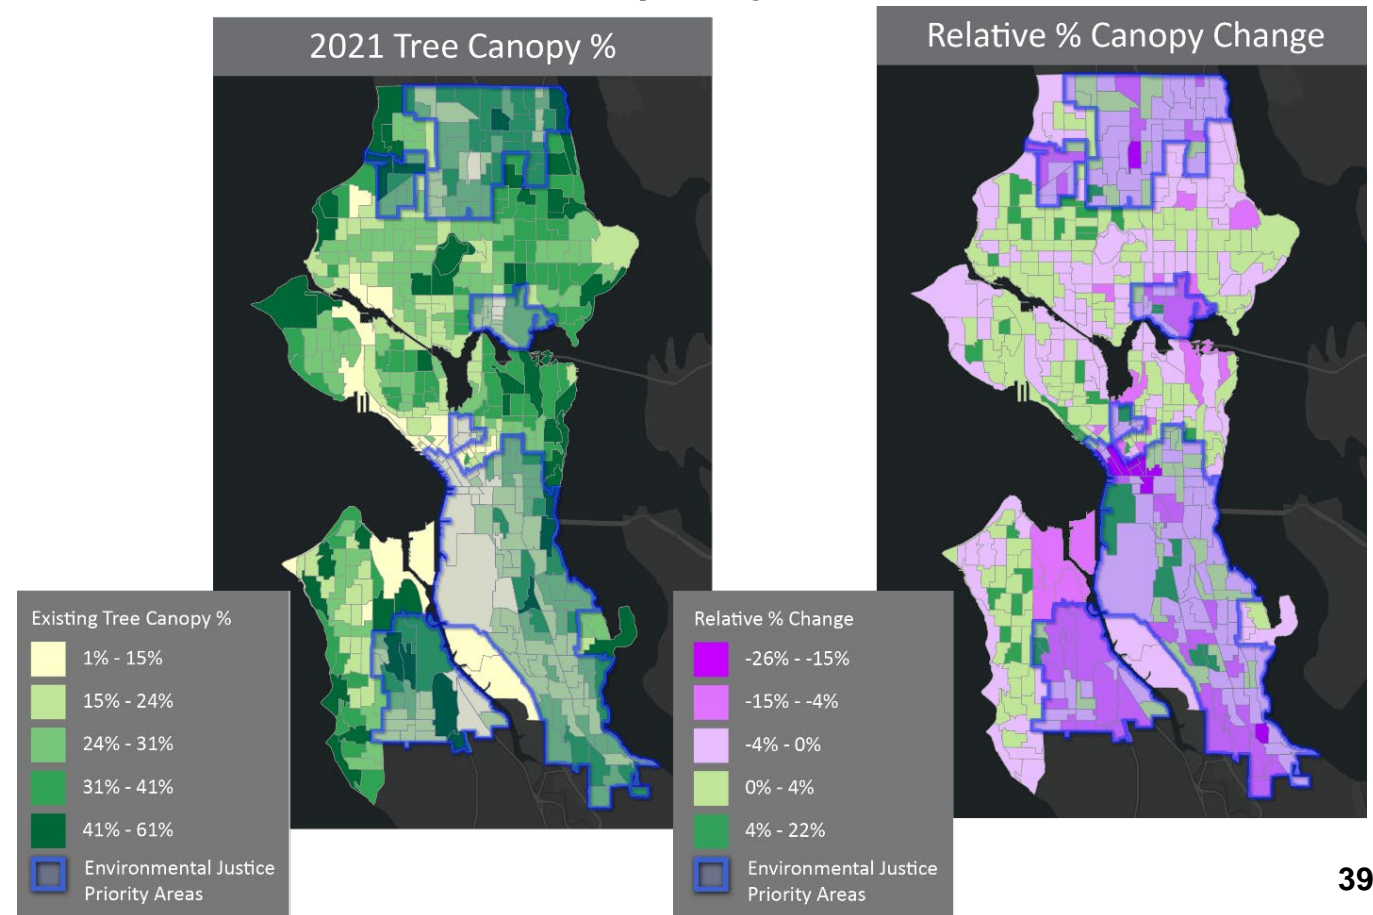 2021 Tree Canopy %
Existing Tree Canopy %
1% - 15%
15% - 24%
24% - 31%
31% - 41%
41% - 61%
Environmental Justice
Priority Areas
Relative % Canopy Change
Relative % Change
-26% - -15%
-15% - -4%
-4% - 0%
0% - 4%
4% - 22%
Environmental Justice
Priority Areas
39